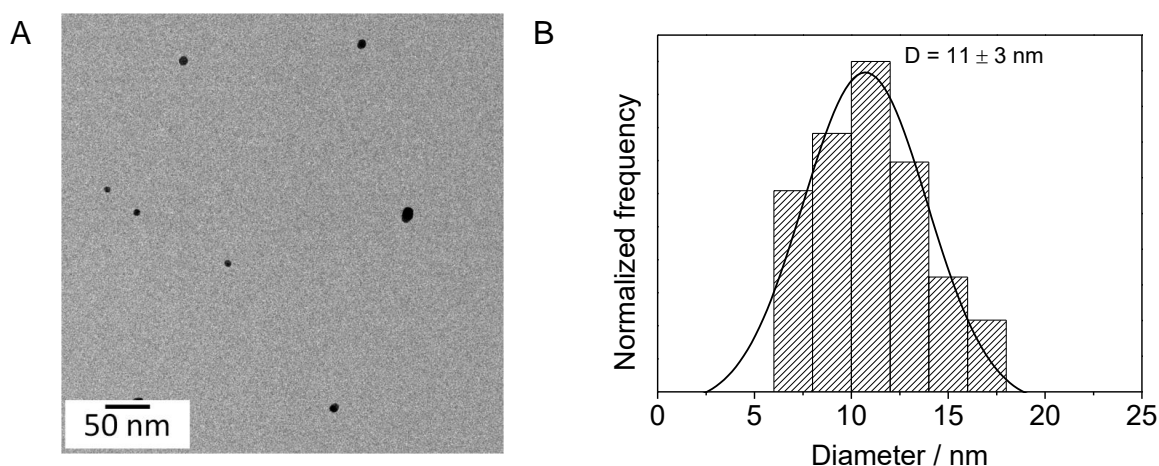 A
50 nm
B
D = 11 ± 3 nm
Normalized frequency
0 5 10 15 20 25
Diameter / nm